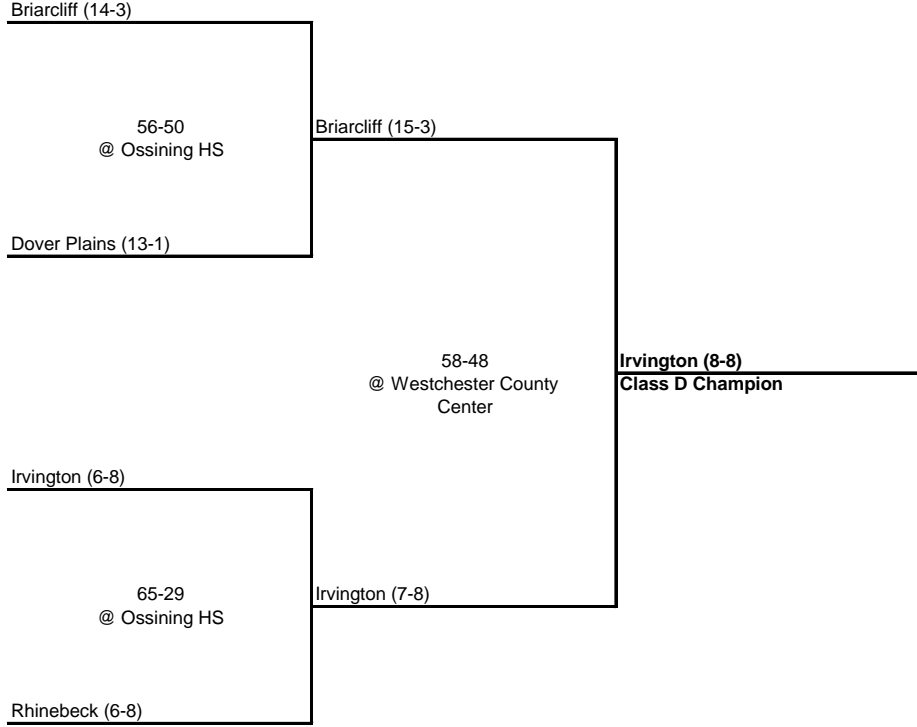 Briarcliff (14-3)
56-50
@ Ossining HS
Briarcliff (15-3)
Dover Plains (13-1)
58-48
@ Westchester County
Center
Irvington (8-8)
Class D Champion
Irvington (6-8)
65-29
@ Ossining HS
Irvington (7-8)
Rhinebeck (6-8)